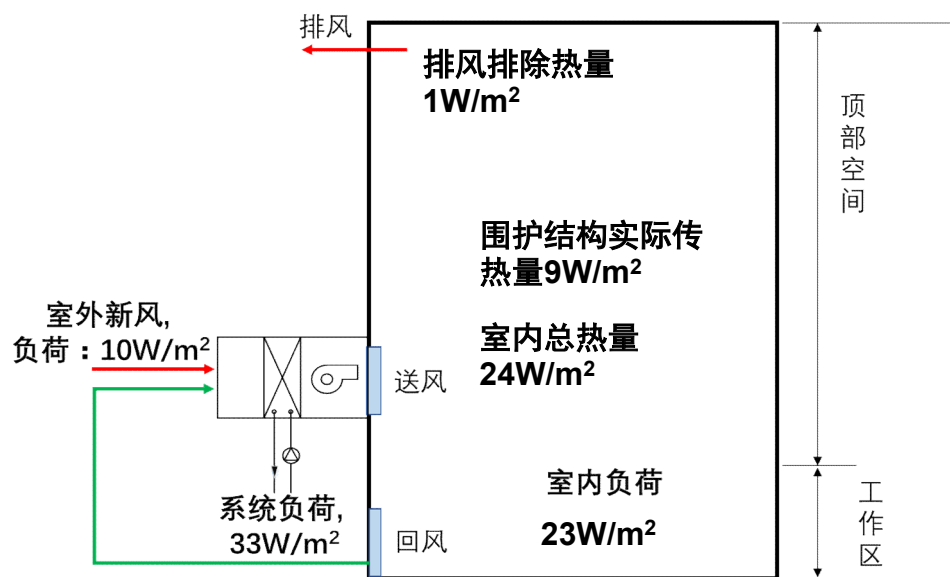 排风
排风排除热量
1W/m²
顶部空间
围护结构实际传
热量9W/m²
室外新风,
负荷：10W/m²
室内总热量
24W/m²
送风
室内负荷
23W/m²
系统负荷,
33W/m²
回风
工作区